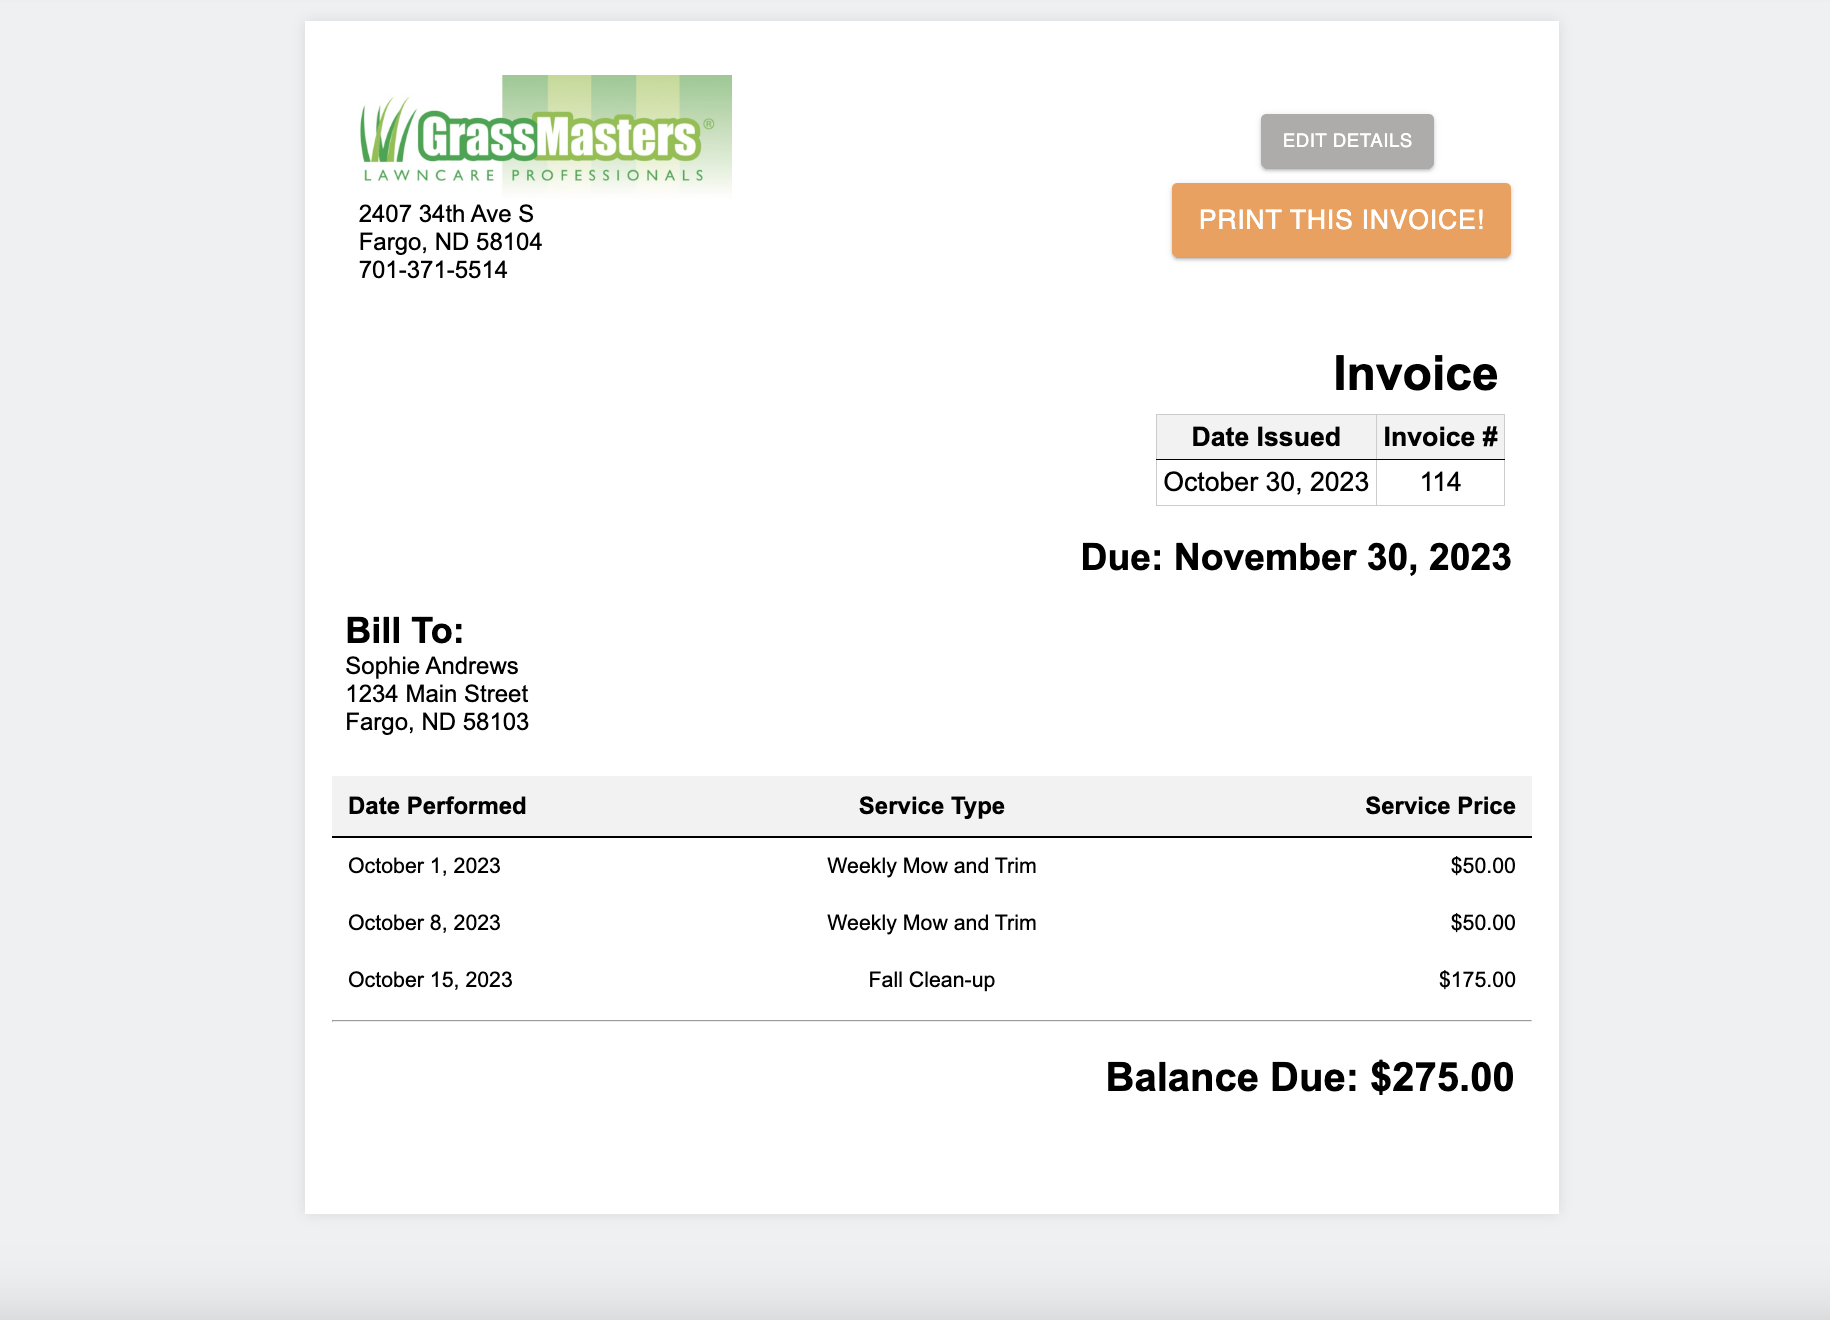 GrassMasters®
LAWNCARE PROFESSIONALS
2407 34th Ave S
Fargo, ND 58104
701-371-5514
EDIT DETAILS
PRINT THIS INVOICE!
Invoice
Date Issued Invoice #
October 30, 2023 114
Due: November 30, 2023
Bill To:
Sophie Andrews
1234 Main Street
Fargo, ND 58103
Date Performed Service Type Service Price
October 1, 2023 Weekly Mow and Trim $50.00
October 8, 2023 Weekly Mow and Trim $50.00
October 15, 2023 Fall Clean-up $175.00
Balance Due: $275.00